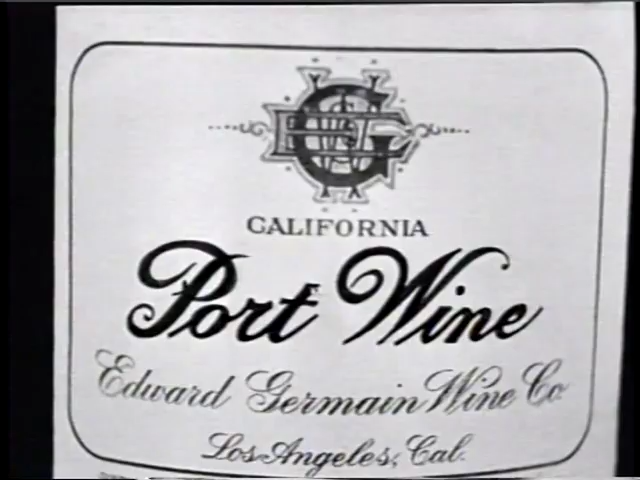 CALIFORNIA
Port Wine
Edward Germain Wine Co
Los Angeles, Cal.